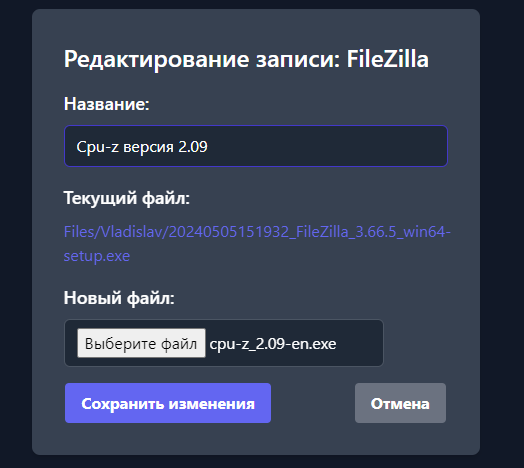 Редактирование записи: FileZilla
Название:
Cpu-z версия 2.09
Текущий файл:
Files/Vladislav/20240505151932_FileZilla_3.66.5_win64-
setup.exe
Новый файл:
Выберите файл cpu-z_2.09-en.exe
Сохранить изменения Отмена